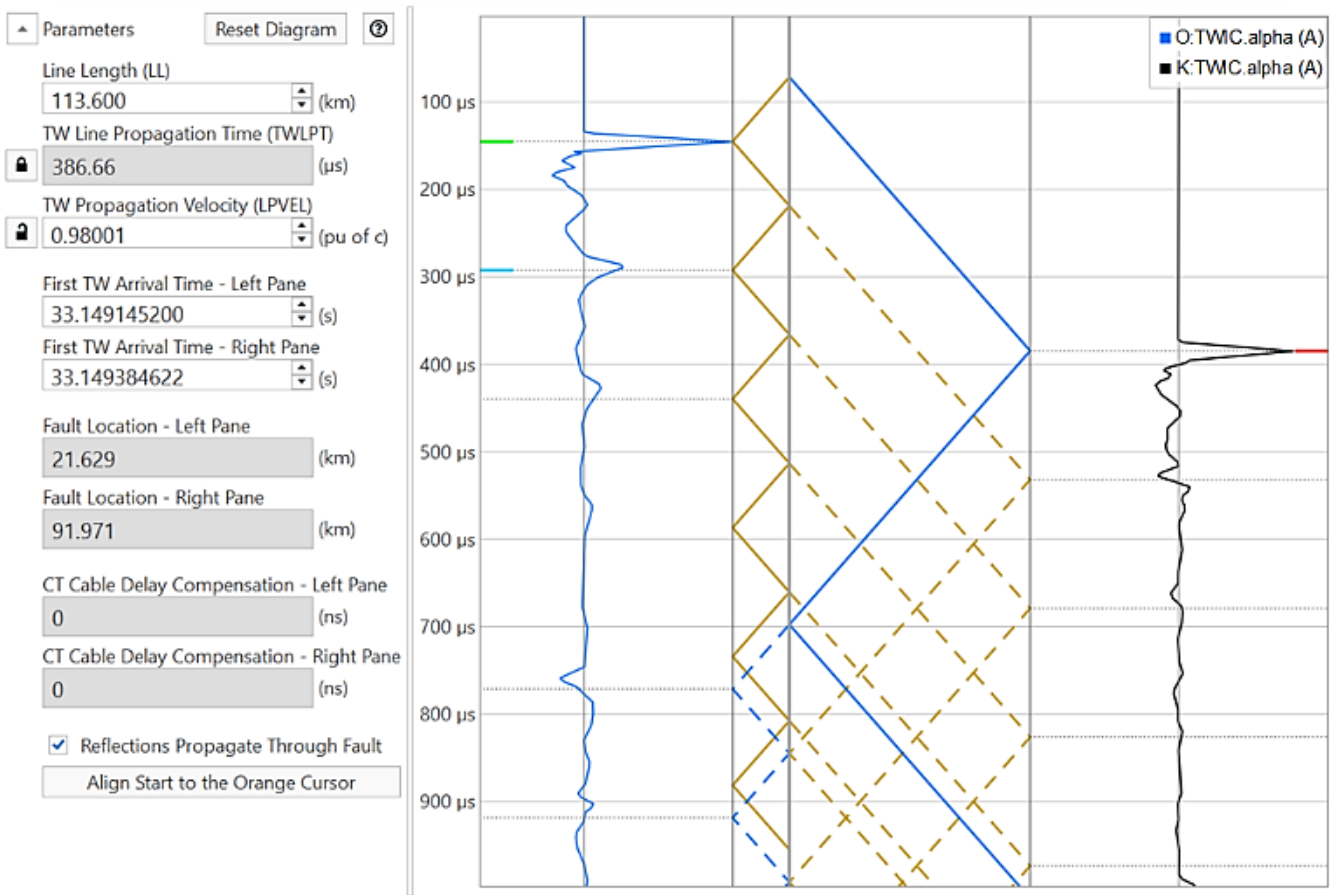 Parameters Reset Diagram ?
Line Length (LL)
113.600 (km)
TW Line Propagation Time (TWLPT)
386.66 (µs)
TW Propagation Velocity (LPVEL)
0.98001 (pu of c)
First TW Arrival Time - Left Pane
33.149145200 (s)
First TW Arrival Time - Right Pane
33.149384622 (s)
Fault Location - Left Pane
21.629 (km)
Fault Location - Right Pane
91.971 (km)
CT Cable Delay Compensation - Left Pane
0 (ns)
CT Cable Delay Compensation - Right Pane
0 (ns)
Reflections Propagate Through Fault
Align Start to the Orange Cursor
O:TWIC.alpha (A)
K:TWIC.alpha (A)
100 µs
200 µs
300 µs
400 µs
500 µs
600 µs
700 µs
800 µs
900 µs